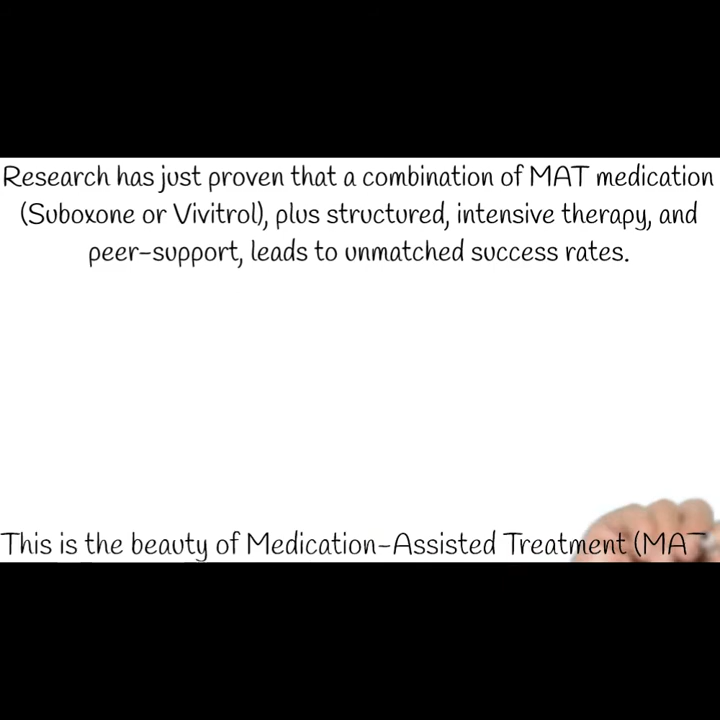 Research has just proven that a combination of MAT medication
(Suboxone or Vivitrol), plus structured, intensive therapy, and
peer-support, leads to unmatched success rates.
This is the beauty of Medication-Assisted Treatment (MAT